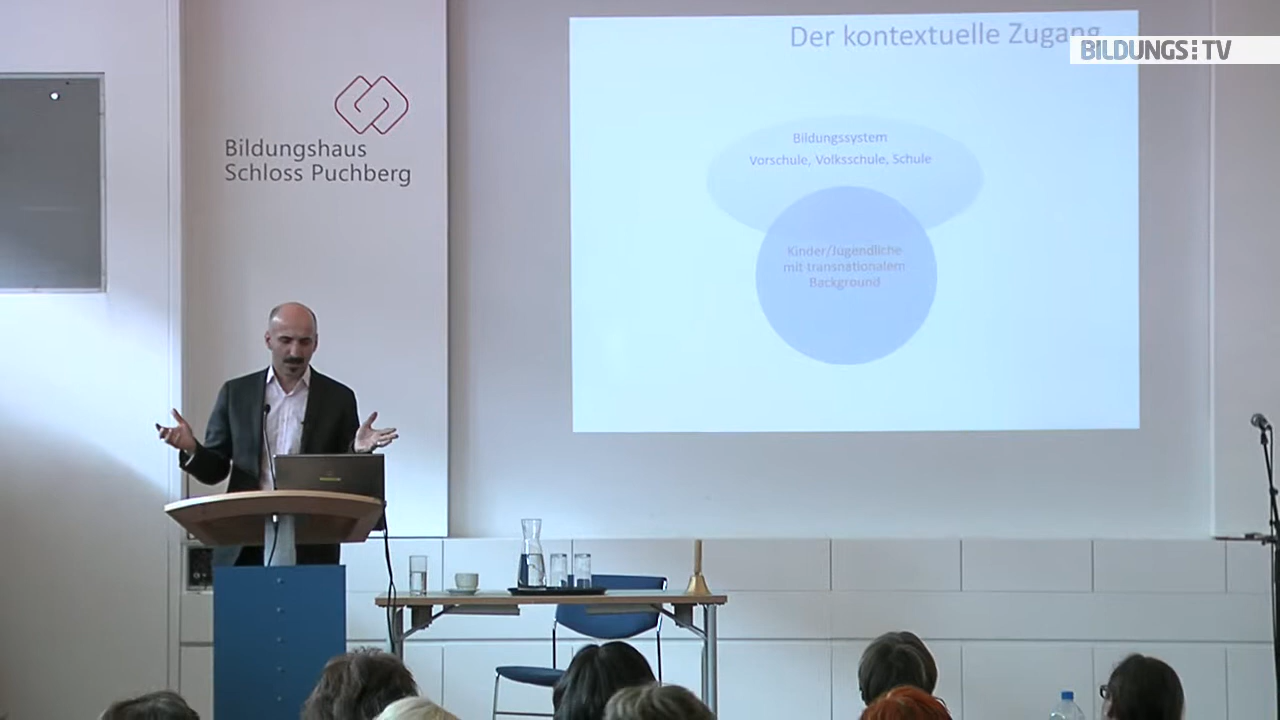 Der kontextuelle Zugang
BILDUNGS TV
Bildungshaus
Schloss Puchberg
Bildungssystem
Vorschule, Volksschule, Schule
Kinder/Jugendliche
mit transnationalem
Background